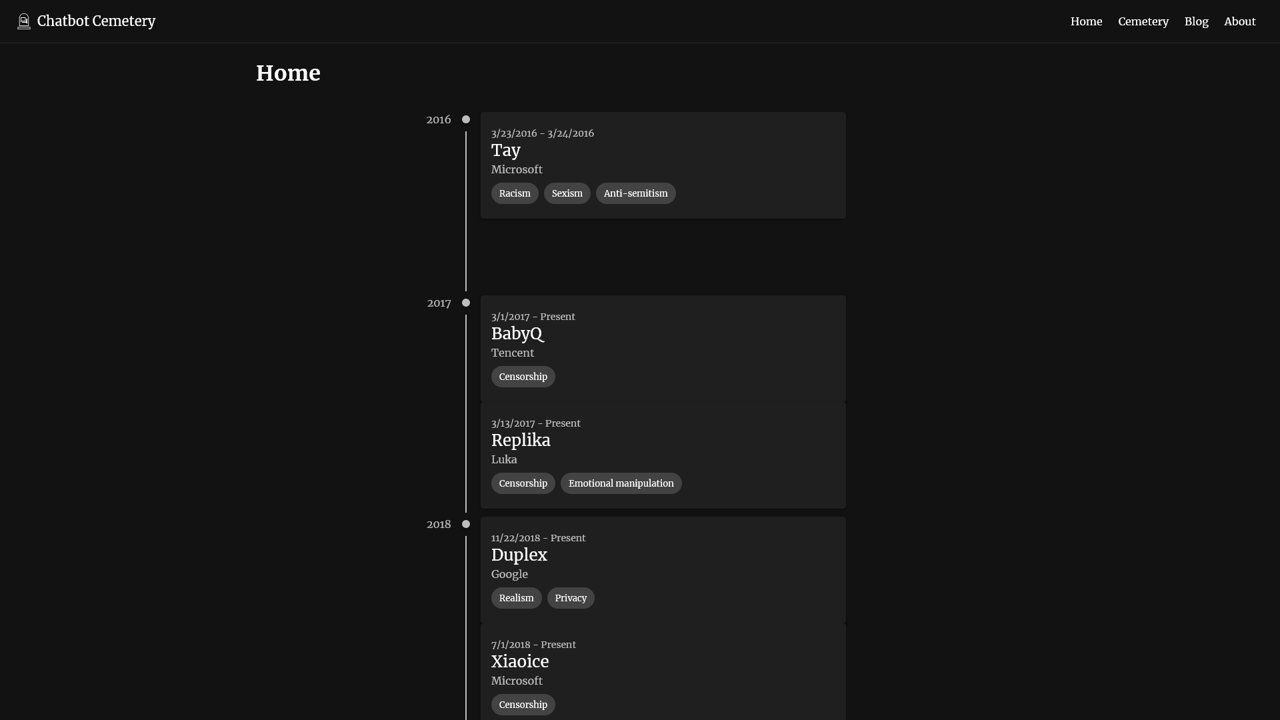 Chatbot Cemetery
Home Cemetery Blog About
Home
2016
3/23/2016 - 3/24/2016
Tay
Microsoft
Racism Sexism Anti-semitism
2017
3/1/2017 - Present
BabyQ
Tencent
Censorship
3/13/2017 - Present
Replika
Luka
Censorship Emotional manipulation
2018
11/22/2018 - Present
Duplex
Google
Realism Privacy
7/1/2018 - Present
Xiaoice
Microsoft
Censorship